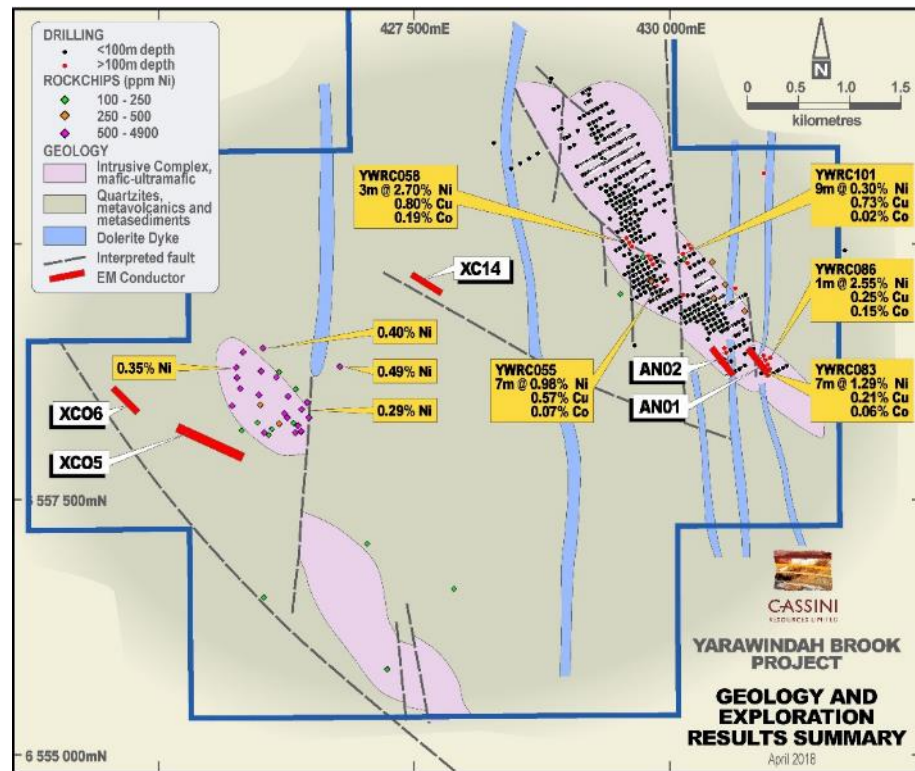 DRILLING
<100m depth
>100m depth
ROCKCHIPS (ppm Ni)
100 - 250
250 - 500
500 - 4900
GEOLOGY
Intrusive Complex,
mafic-ultramafic
Quartzites,
metavolcanics and
metasediments
Dolerite Dyke
Interpreted fault
EM Conductor
427 500mE
430 000mE
N
0 0.5 1.0 1.5
kilometres
YWRC058
3m @ 2.70% Ni
0.80% Cu
0.19% Co
YWRC101
9m @ 0.30% Ni
0.73% Cu
0.02% Co
XC14
YWRC086
1m @ 2.55% Ni
0.25% Cu
0.15% Co
0.40% Ni
0.35% Ni
0.49% Ni
0.29% Ni
YWRC055
7m @ 0.98% Ni
0.57% Cu
0.07% Co
AN02
AN01
YWRC083
7m @ 1.29% Ni
0.21% Cu
0.06% Co
XCO6
XCO5
6 557 500mN
CASSINI
RESOURCES LIMITED
YARAWINDAH BROOK
PROJECT
GEOLOGY AND
EXPLORATION
RESULTS SUMMARY
April 2018
6 555 000mN